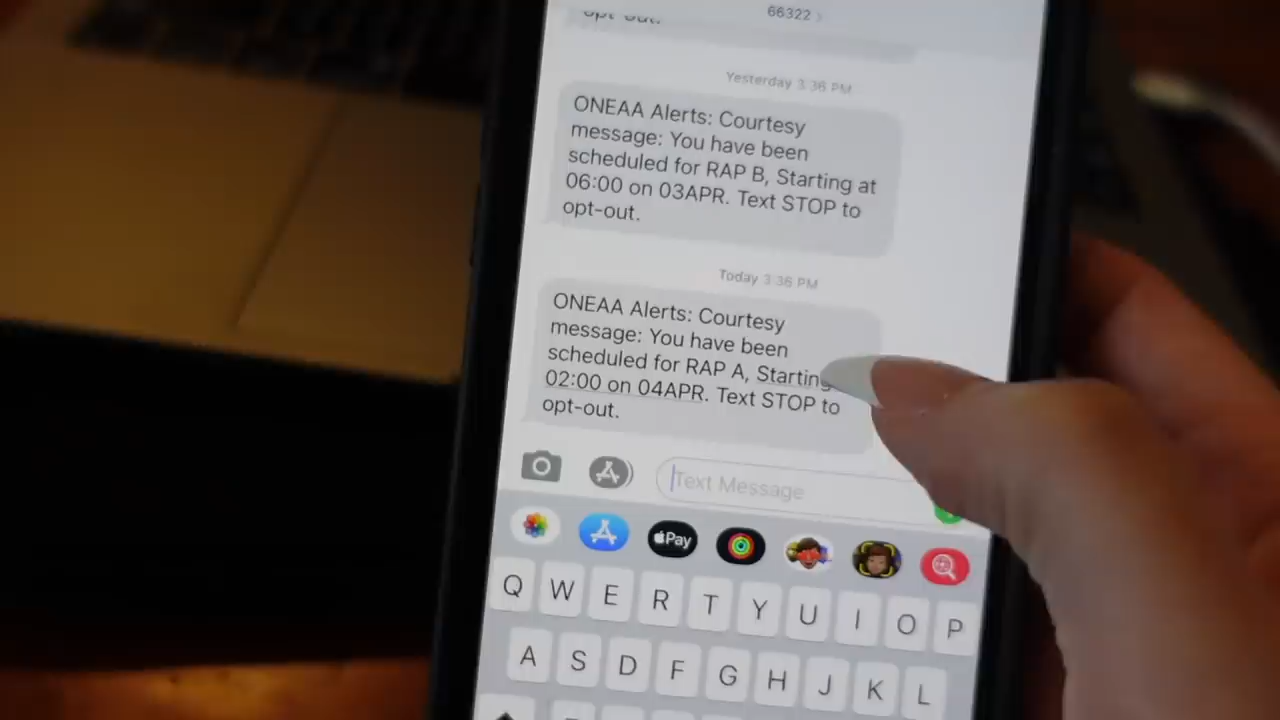 66322
opt-out.
Yesterday 3:36 PM
ONEAA Alerts: Courtesy
message: You have been
scheduled for RAP B, Starting at
06:00 on 03APR. Text STOP to
opt-out.
Today 3:36 PM
ONEAA Alerts: Courtesy
message: You have been
scheduled for RAP A, Starting
02:00 on 04APR. Text STOP to
opt-out.
Text Message
Pay
Q W E R T Y U I O P
A S D F G H J K L